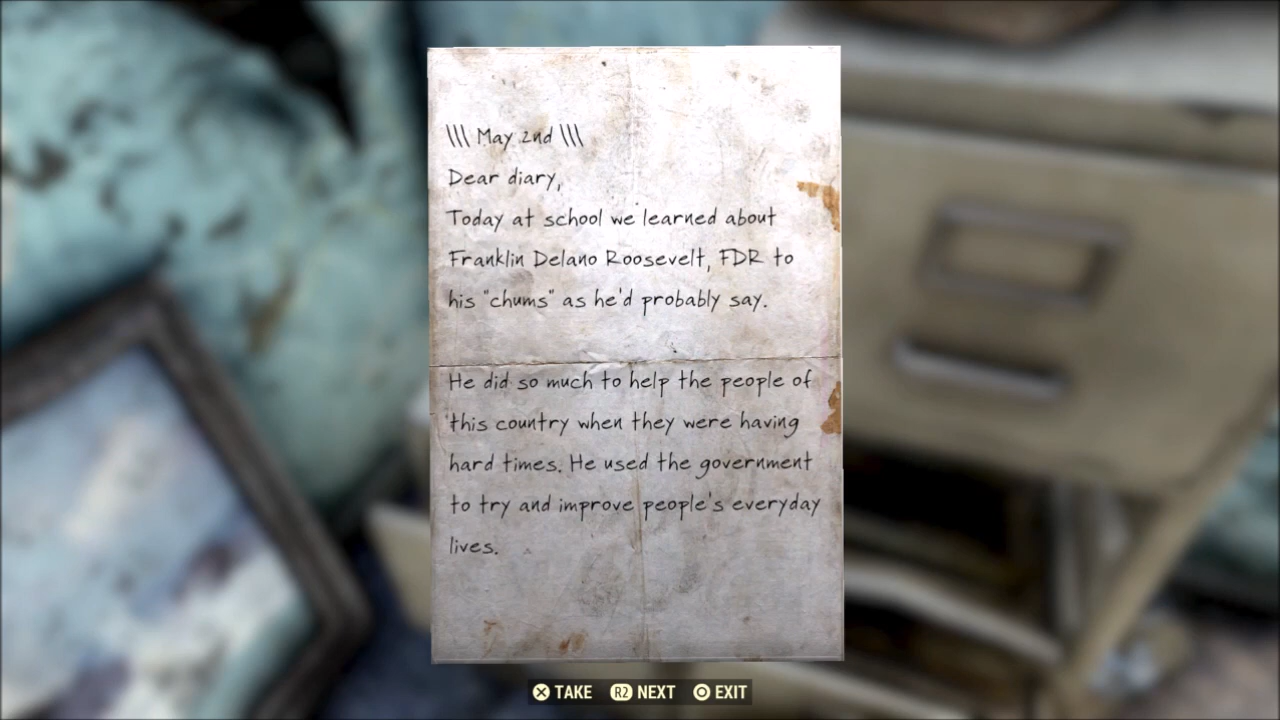 \\\ May 2nd \\\
Dear diary,
Today at school we learned about
Franklin Delano Roosevelt, FDR to
his "chums" as he'd probably say.
He did so much to help the people of
this country when they were having
hard times. He used the government
to try and improve people's everyday
lives.
TAKE R2 NEXT EXIT